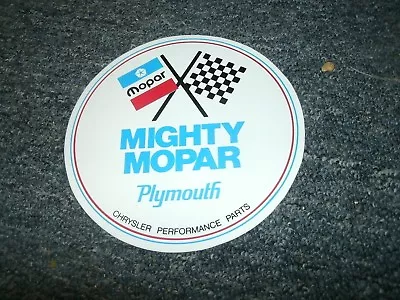 mopar
MIGHTY
MOPAR
Plymouth
CHRYSLER PERFORMANCE PARTS